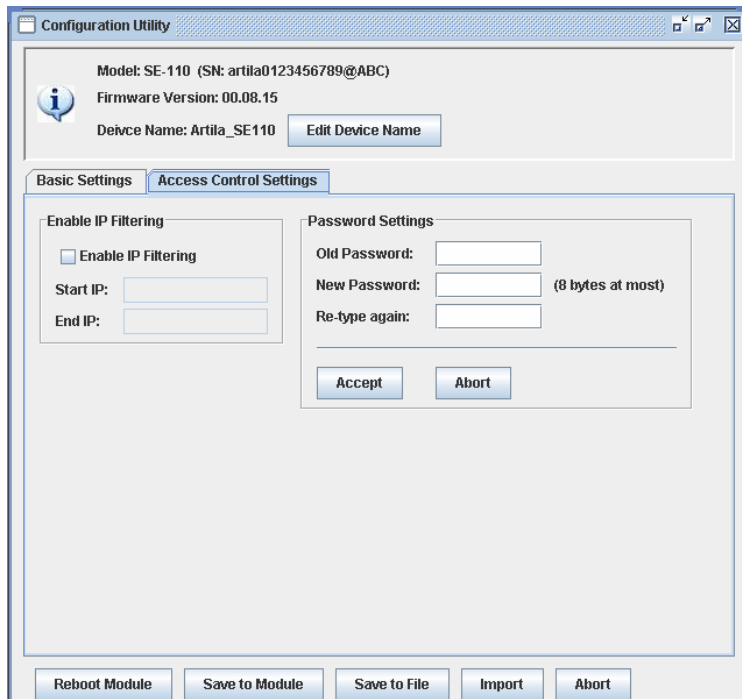 Configuration Utility
Model: SE-110 (SN: artila0123456789@ABC)
Firmware Version: 00.08.15
Deivce Name: Artila_SE110 Edit Device Name
Basic Settings Access Control Settings
Enable IP Filtering
Enable IP Filtering
Start IP:
End IP:
Password Settings
Old Password:
New Password: (8 bytes at most)
Re-type again:
Accept Abort
Reboot Module Save to Module Save to File Import Abort